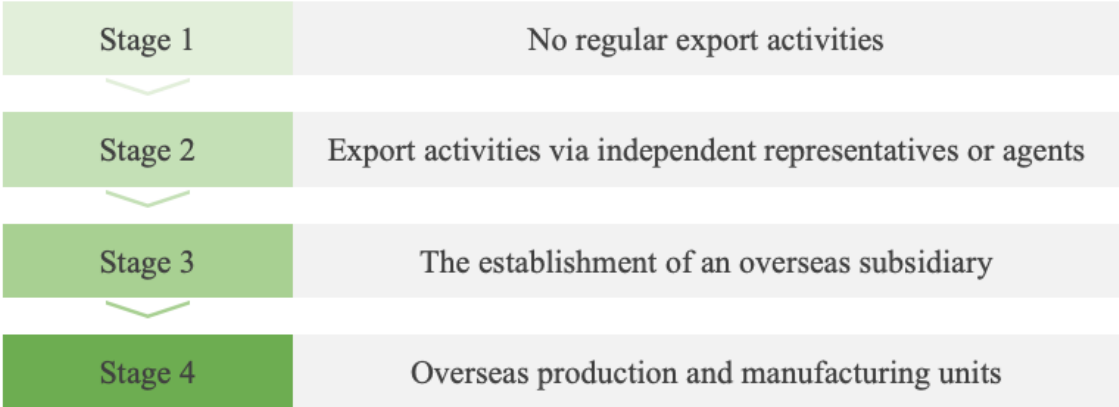 Stage 1
No regular export activities
Stage 2
Export activities via independent representatives or agents
Stage 3
The establishment of an overseas subsidiary
Stage 4
Overseas production and manufacturing units